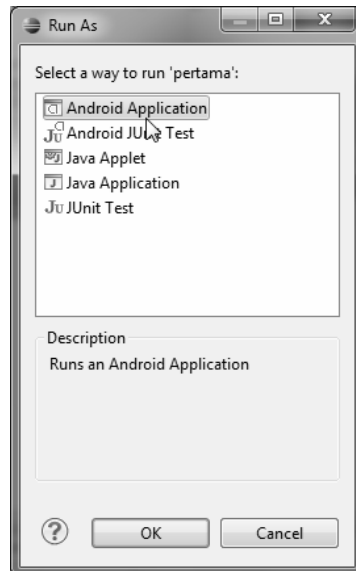 Run As
Select a way to run 'pertama':
Android Application
Android JUnit Test
Java Applet
Java Application
JUnit Test
Description
Runs an Android Application
OK
Cancel